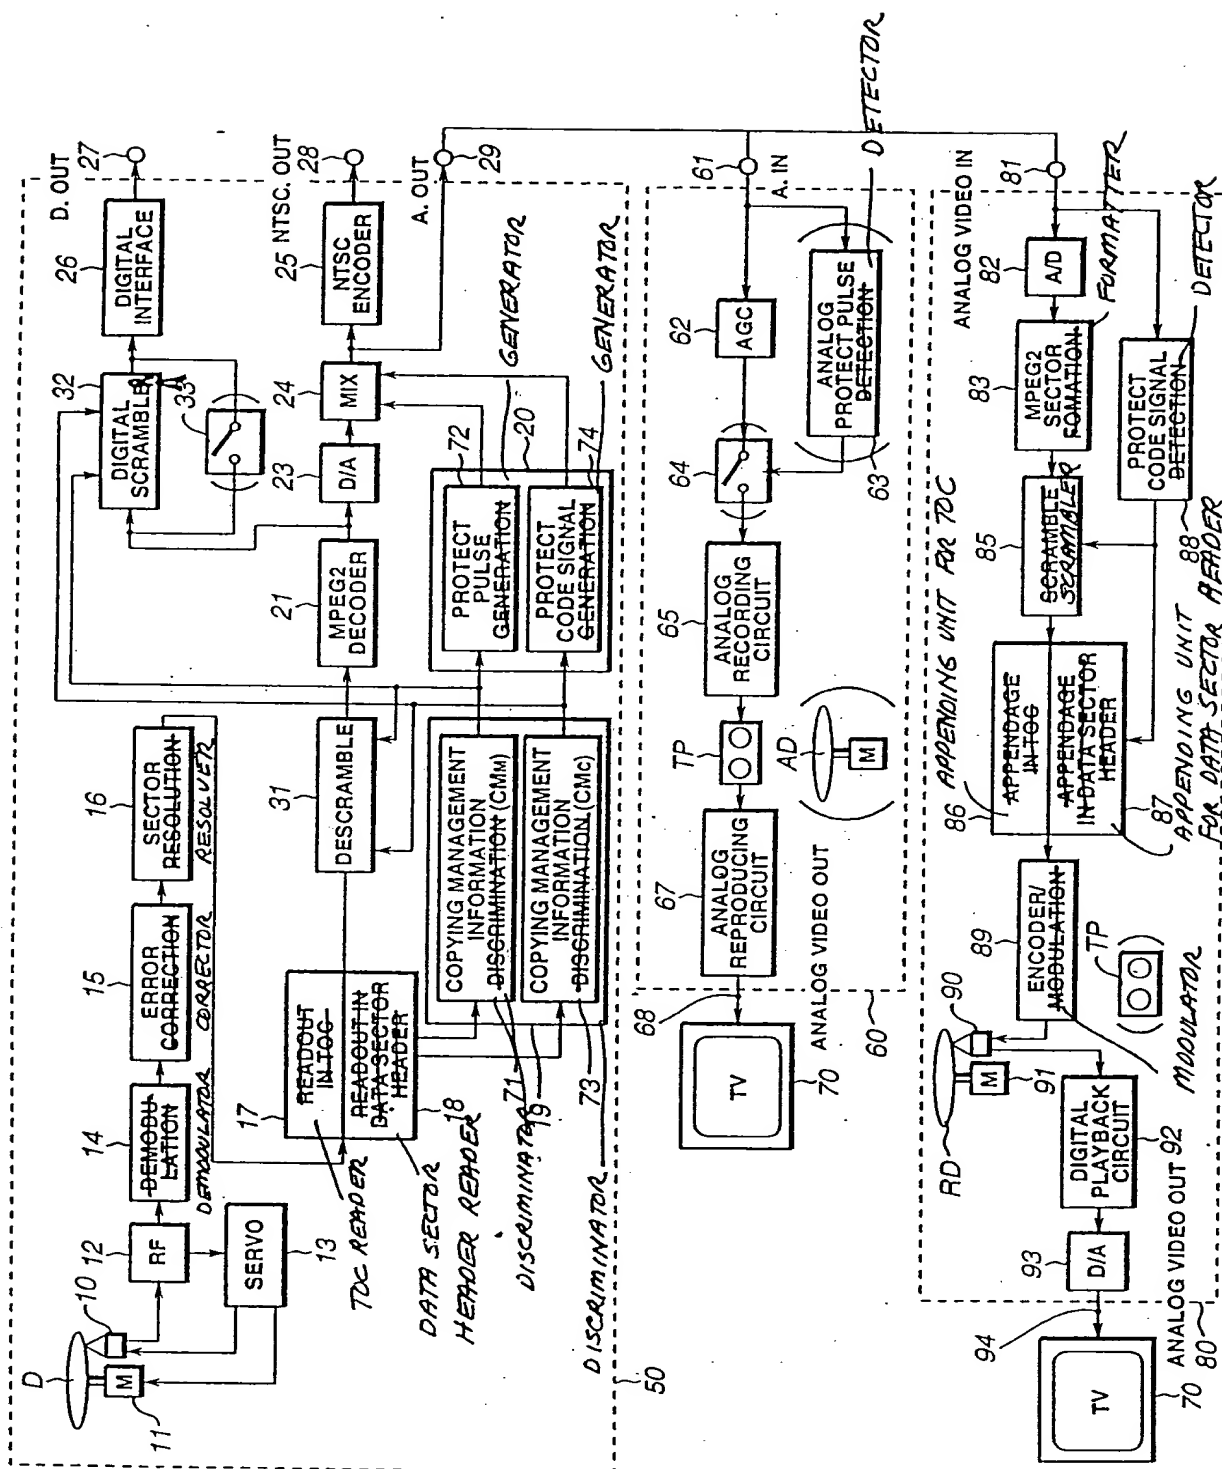 D
10
M
11
12
RF
SERVO
13
14
DEMODU-
LATION
DEMODULATOR
15
ERROR
CORRECTION
CORRECTOR
16
SECTOR
RESOLUTION
RESOLVER
17
READOUT
IN TOC
TOC READER
READOUT IN
DATA SECTOR
HEADER
18
DATA SECTOR
HEADER READER
31
DESCRAMBLE
21
MPEG2
DECODER
23
D/A
24
MIX
25
NTSC
ENCODER
NTSC. OUT
28
32
DIGITAL
SCRAMBLER
33
26
DIGITAL
INTERFACE
D. OUT
27
A. OUT
29
COPYING MANAGEMENT
INFORMATION
DISCRIMINATION (CMM)
71
DISCRIMINATOR
19
COPYING MANAGEMENT
INFORMATION
DISCRIMINATION, (CMC)
73
DISCRIMINATOR
72
PROTECT
PULSE
GENERATION
GENERATOR
20
PROTECT
CODE SIGNAL
GENERATION
74
GENERATOR
50
61
A. IN
62
AGC
64
ANALOG
PROTECT PULSE
DETECTION
DETECTOR
63
65
ANALOG
RECORDING
CIRCUIT
TP
AD
M
67
ANALOG
REPRODUCING
CIRCUIT
68
ANALOG VIDEO OUT
60
TV
70
ANALOG VIDEO IN
81
82
A/D
83
MPEG2
SECTOR
FOMATION
FORMATTER
85
SCRAMBLE
SCRAMBLER
PROTECT
CODE SIGNAL
DETECTION
DETECTOR
88
86
APPENDAGE
IN TOC
APPENDING UNIT FOR TOC
APPENDAGE
IN DATA SECTOR
HEADER
87
APPENDING UNIT
FOR DATA SECTOR READER
89
ENCODER/
MODULATION
MODULATOR
TP
90
RD
M
91
DIGITAL
PLAYBACK
CIRCUIT
92
93
D/A
94
ANALOG VIDEO OUT
80
TV
70